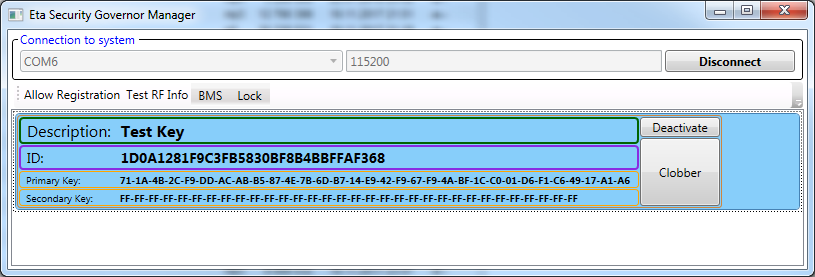 Eta Security Governor Manager
Connection to system
COM6 115200 Disconnect
Allow Registration Test RF Info BMS Lock
Description: Test Key Deactivate
ID: 1D0A1281F9C3FB5830BF8B4BBFFAF368
Clobber
Primary Key: 71-1A-4B-2C-F9-DD-AC-AB-B5-87-4E-7B-6D-B7-14-E9-42-F9-67-F9-4A-BF-1C-C0-01-D6-F1-C6-49-17-A1-A6
Secondary Key: FF-FF-FF-FF-FF-FF-FF-FF-FF-FF-FF-FF-FF-FF-FF-FF-FF-FF-FF-FF-FF-FF-FF-FF-FF-FF-FF-FF-FF-FF-FF-FF